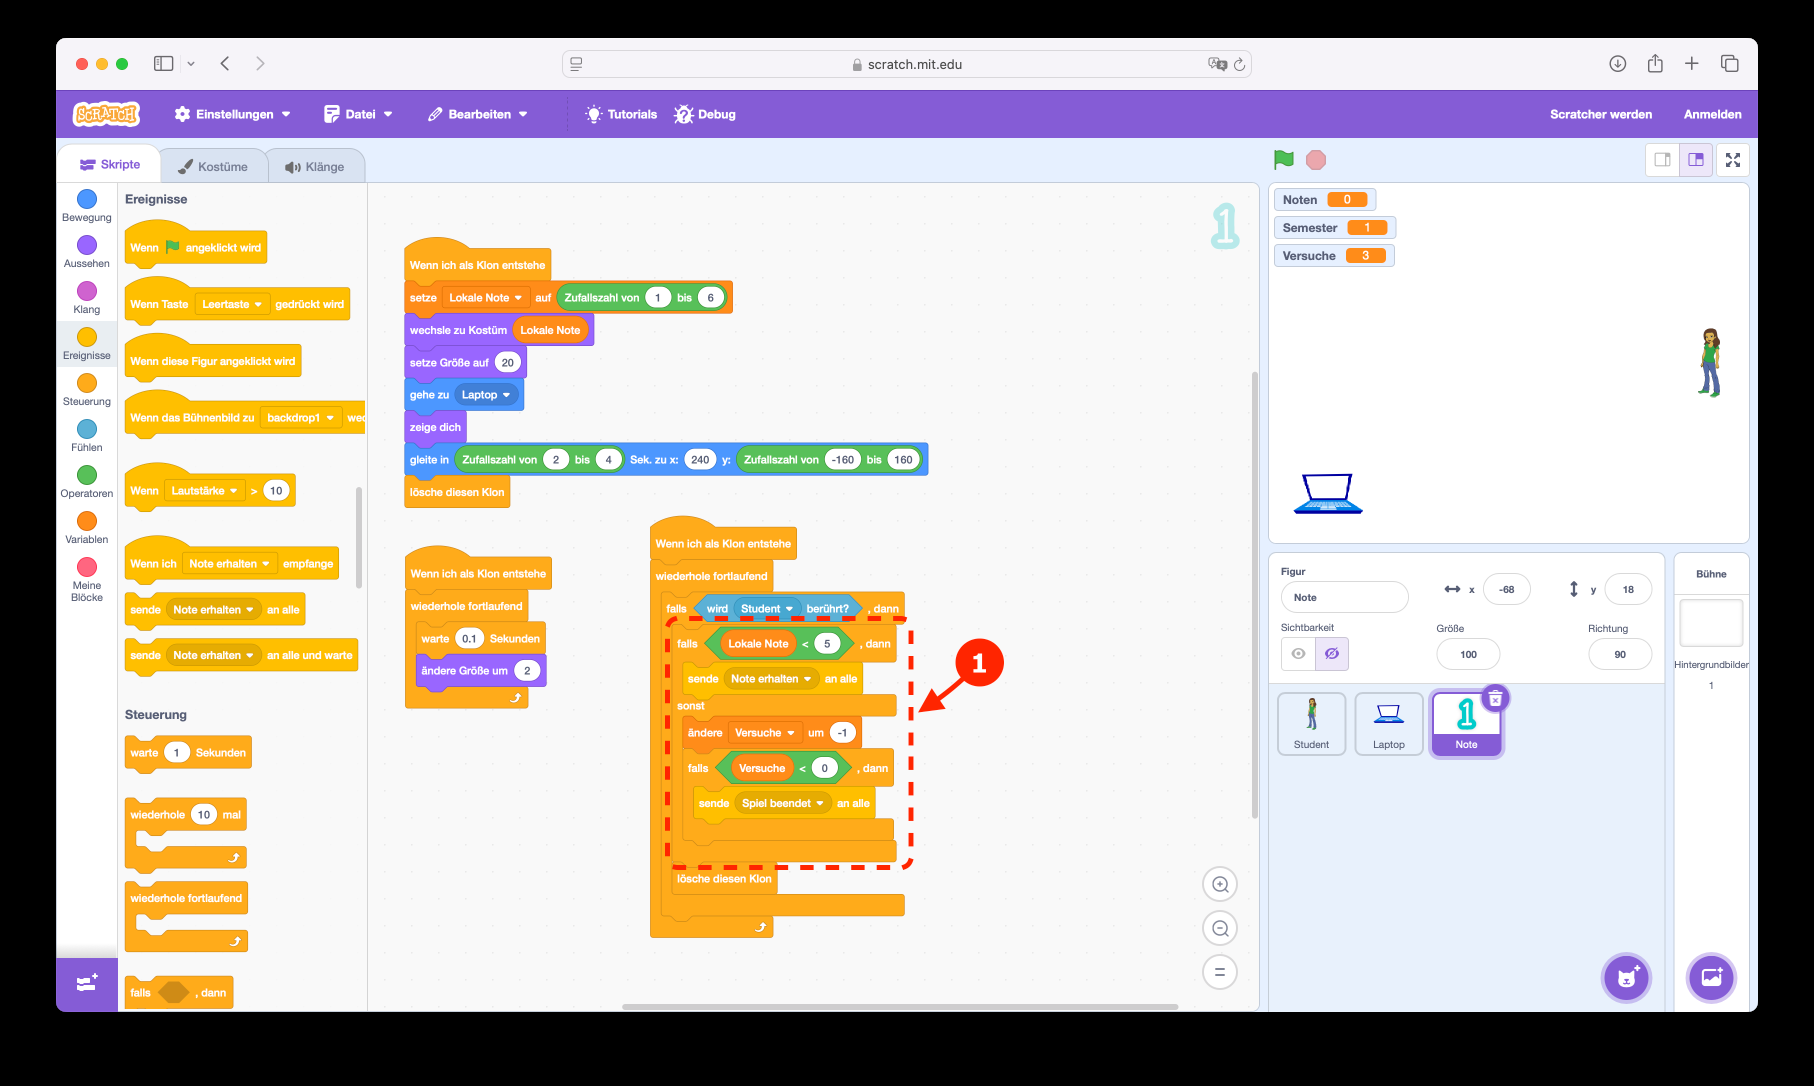 scratch.mit.edu
SCRATCH Einstellungen Datei Bearbeiten Tutorials Debug Scratcher werden Anmelden
Skripte Kostüme Klänge
Bewegung
Aussehen
Klang
Ereignisse
Steuerung
Fühlen
Operatoren
Variablen
Meine
Blöcke
Ereignisse
Wenn angeklickt wird
Wenn Taste Leertaste gedrückt wird
Wenn diese Figur angeklickt wird
Wenn das Bühnenbild zu backdrop1 wec
Wenn Lautstärke > 10
Wenn ich Note erhalten empfange
sende Note erhalten an alle
sende Note erhalten an alle und warte
Steuerung
warte 1 Sekunden
wiederhole 10 mal
wiederhole fortlaufend
falls , dann
1
Wenn ich als Klon entstehe
setze Lokale Note auf Zufallszahl von 1 bis 6
wechsle zu Kostüm Lokale Note
setze Größe auf 20
gehe zu Laptop
zeige dich
gleite in Zufallszahl von 2 bis 4 Sek. zu x: 240 y: Zufallszahl von -160 bis 160
lösche diesen Klon
Wenn ich als Klon entstehe
wiederhole fortlaufend
warte 0.1 Sekunden
ändere Größe um 2
Wenn ich als Klon entstehe
wiederhole fortlaufend
falls wird Student berührt? , dann
falls Lokale Note < 5 , dann
sende Note erhalten an alle
sonst
ändere Versuche um -1
falls Versuche < 0 , dann
sende Spiel beendet an alle
lösche diesen Klon
1
Noten 0
Semester 1
Versuche 3
Figur
Note
x -68
y 18
Sichtbarkeit
Größe
100
Richtung
90
Student
Laptop
1
Note
Bühne
Hintergrundbilder
1